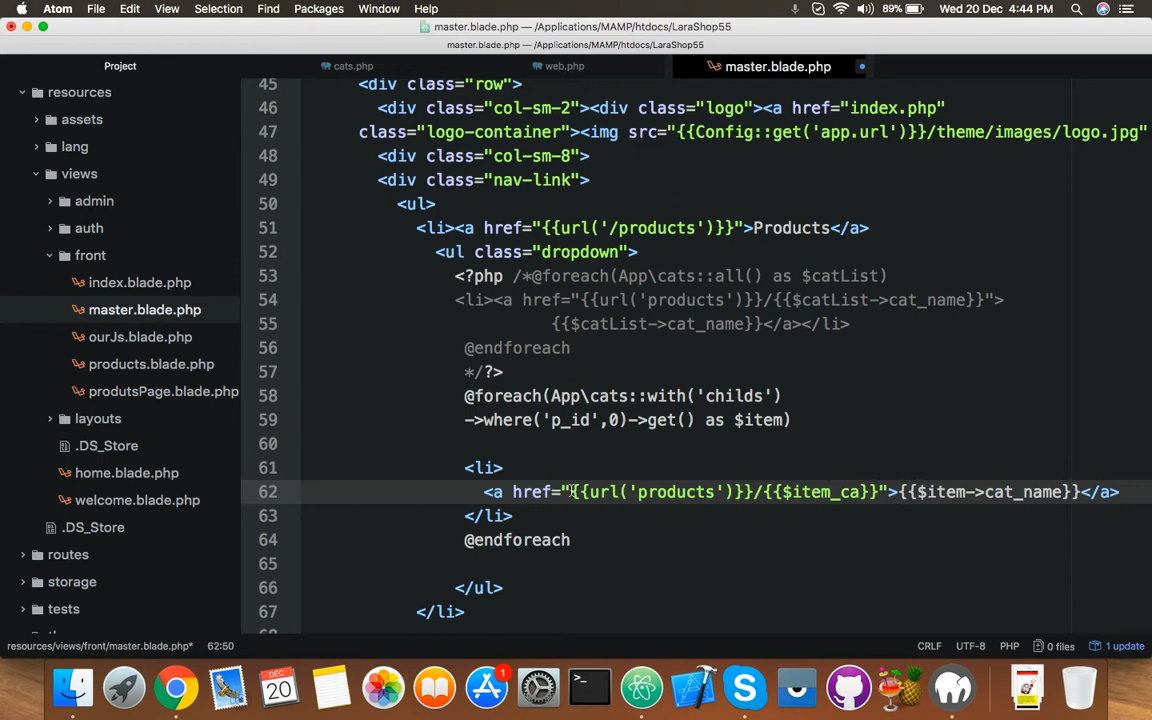 Atom File Edit View Selection Find Packages Window Help 89% Wed 20 Dec 4:44 PM
master.blade.php — /Applications/MAMP/htdocs/LaraShop55
master.blade.php — /Applications/MAMP/htdocs/LaraShop55
Project cats.php web.php master.blade.php
resources
assets
lang
views
admin
auth
front
index.blade.php
master.blade.php
ourJs.blade.php
products.blade.php
produtsPage.blade.php
layouts
.DS_Store
home.blade.php
welcome.blade.php
.DS_Store
routes
storage
tests
45 <div class="row">
46 <div class="col-sm-2"><div class="logo"><a href="index.php"
47 class="logo-container"><img src="{{Config::get('app.url')}}/theme/images/logo.jpg"
48 <div class="col-sm-8">
49 <div class="nav-link">
50 <ul>
51 <li><a href="{{url('/products')}}">Products</a>
52 <ul class="dropdown">
53 <?php /*@foreach(App\cats::all() as $catList)
54 <li><a href="{{url('products')}}/{{$catList->cat_name}}">
55 {{$catList->cat_name}}</a></li>
56 @endforeach
57 */?>
58 @foreach(App\cats::with('childs')
59 ->where('p_id',0)->get() as $item)
60
61 <li>
62 <a href="{{url('products')}}/{{$item_ca}}">{{$item->cat_name}}</a>
63 </li>
64 @endforeach
65
66 </ul>
67 </li>
resources/views/front/master.blade.php* 62:50 CRLF UTF-8 PHP 0 files 1 update
DEC
20
1